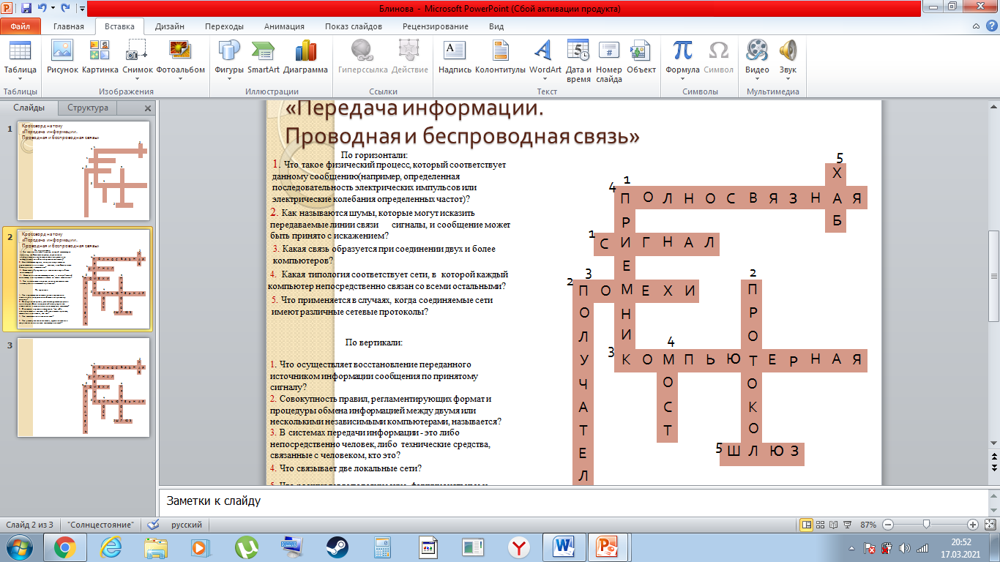 Блинова - Microsoft PowerPoint (Сбой активации продукта)
Файл Главная Вставка Дизайн Переходы Анимация Показ слайдов Рецензирование Вид
Таблица Рисунок Картинка Снимок Фотоальбом Фигуры SmartArt Диаграмма Гиперссылка Действие Надпись Колонтитулы WordArt Дата и время Номер слайда Объект Формула Символ Видео Звук
Таблицы Изображения Иллюстрации Ссылки Текст Символы Мультимедиа
Слайды Структура
1
Кроссворд на тему
«Передача информации.
Проводная и беспроводная связь»
2
Кроссворд на тему
«Передача информации.
Проводная и беспроводная связь»
3
«Передача информации.
Проводная и беспроводная связь»
По горизонтали:
1. Что такое физический процесс, который соответствует
данному сообщению(например, определенная
последовательность электрических импульсов или
электрические колебания определенных частот)?
2. Как называются шумы, которые могут исказить
передаваемые линии связи сигналы, и сообщение может
быть принято с искажением?
3. Какая связь образуется при соединении двух и более
компьютеров?
4. Какая типология соответствует сети, в которой каждый
компьютер непосредственно связан со всеми остальными?
5. Что применяется в случаях, когда соединяемые сети
имеют различные сетевые протоколы?
По вертикали:
1. Что осуществляет восстановление переданного
источником информации сообщения по принятому
сигналу?
2. Совокупность правил, регламентирующих формат и
процедуры обмена информацией между двумя или
несколькими независимыми компьютерами, называется?
3. В системах передачи информации - это либо
непосредственно человек, либо технические средства,
связанные с человеком, кто это?
4. Что связывает две локальные сети?
5 ХАБ
4 ПОЛНОСВЯЗНАЯ
1 ПРИЕМНИК
1 СИГНАЛ
2 ПОМЕХИ
3 ПОЛУЧАТЕЛ
2 ПРОТОКОЛ
3 КОМПЬЮТЕРНАЯ
4 МОСТ
5 ШЛЮЗ
Заметки к слайду
Слайд 2 из 3 "Солнцестояние" русский 87%
20:52
17.03.2021